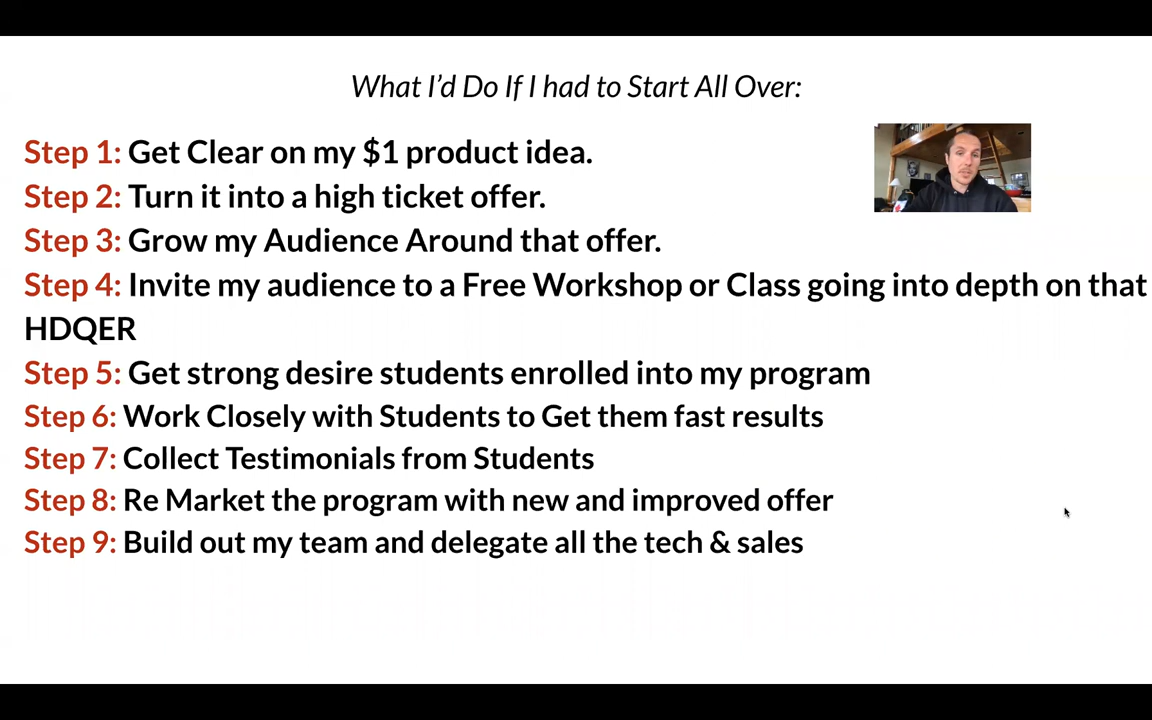 What I'd Do If I had to Start All Over:
Step 1: Get Clear on my $1 product idea.
Step 2: Turn it into a high ticket offer.
Step 3: Grow my Audience Around that offer.
Step 4: Invite my audience to a Free Workshop or Class going into depth on that
HDQER
Step 5: Get strong desire students enrolled into my program
Step 6: Work Closely with Students to Get them fast results
Step 7: Collect Testimonials from Students
Step 8: Re Market the program with new and improved offer
Step 9: Build out my team and delegate all the tech & sales